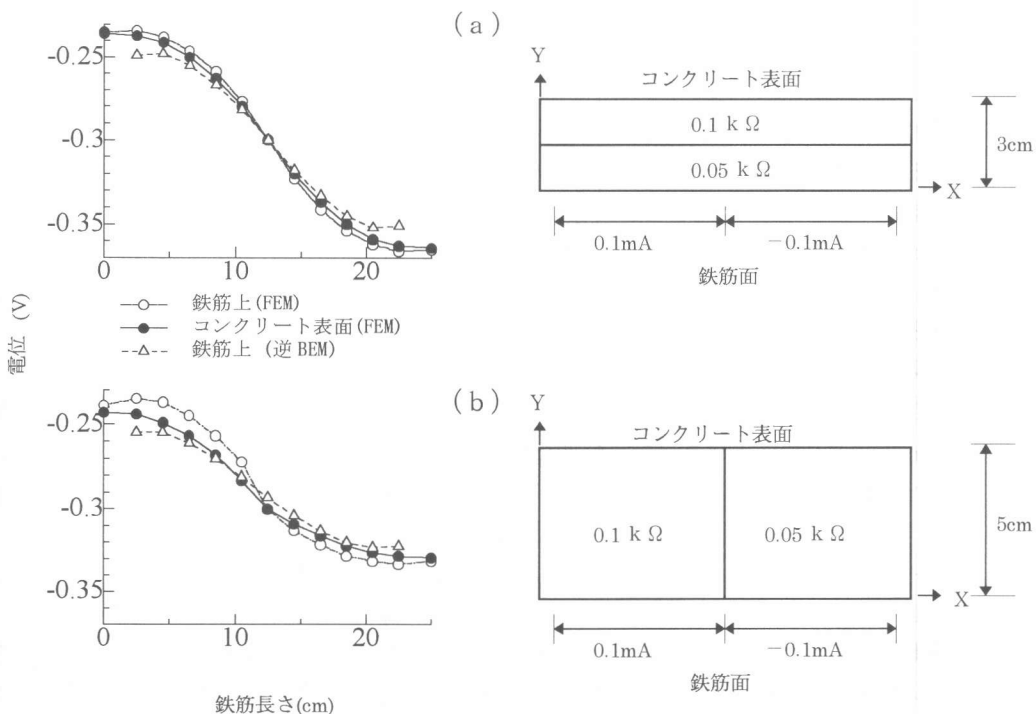 (a)
-0.25
-0.3
-0.35
0 10 20
Y
コンクリート表面
0.1 kΩ
0.05 kΩ
3cm
X
0.1mA −0.1mA
鉄筋面
鉄筋上(FEM)
コンクリート表面(FEM)
鉄筋上 (逆BEM)
電位 (V)
(b)
-0.25
-0.3
-0.35
0 10 20
鉄筋長さ(cm)
Y
コンクリート表面
0.1 kΩ 0.05 kΩ
5cm
X
0.1mA −0.1mA
鉄筋面